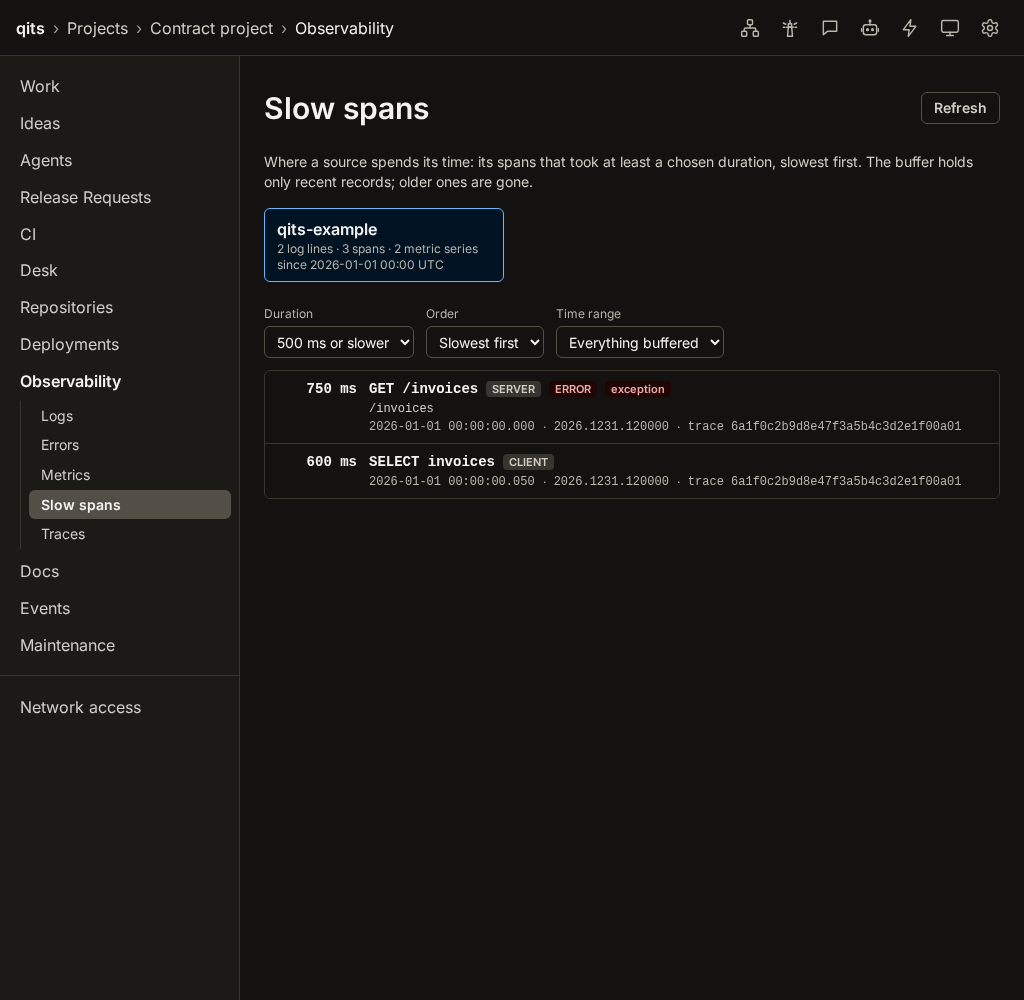 qits › Projects › Contract project › Observability
Work
Ideas
Agents
Release Requests
CI
Desk
Repositories
Deployments
Observability
Logs
Errors
Metrics
Slow spans
Traces
Docs
Events
Maintenance
Network access
Slow spans
Refresh
Where a source spends its time: its spans that took at least a chosen duration, slowest first. The buffer holds
only recent records; older ones are gone.
qits-example
2 log lines · 3 spans · 2 metric series
since 2026-01-01 00:00 UTC
Duration Order Time range
500 ms or slower Slowest first Everything buffered
750 ms GET /invoices SERVER ERROR exception
/invoices
2026-01-01 00:00:00.000 · 2026.1231.120000 · trace 6a1f0c2b9d8e47f3a5b4c3d2e1f00a01
600 ms SELECT invoices CLIENT
2026-01-01 00:00:00.050 · 2026.1231.120000 · trace 6a1f0c2b9d8e47f3a5b4c3d2e1f00a01